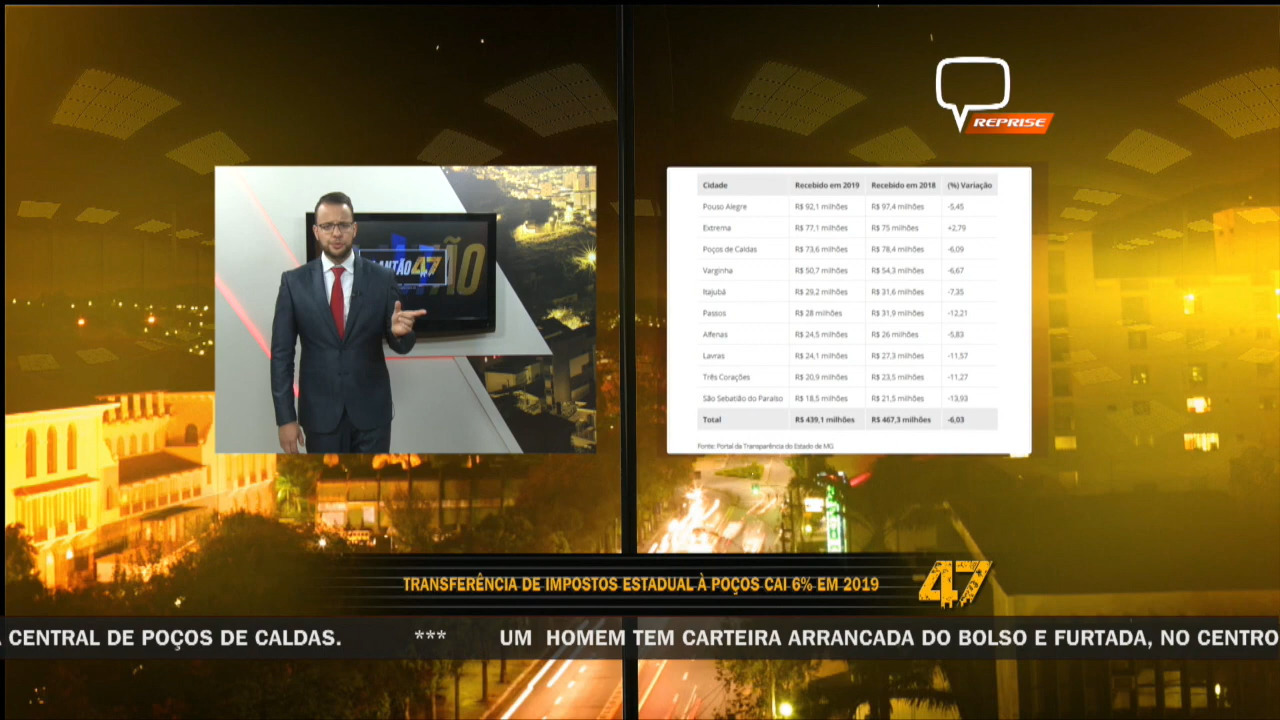 REPRISE
Cidade Recebido em 2019 Recebido em 2018 (%) Variação
Pouso Alegre R$ 92,1 milhões R$ 97,4 milhões -5,45
Extrema R$ 77,1 milhões R$ 75 milhões +2,79
Poços de Caldas R$ 73,6 milhões R$ 78,4 milhões -6,09
Varginha R$ 50,7 milhões R$ 54,3 milhões -6,67
Itajubá R$ 29,2 milhões R$ 31,6 milhões -7,35
Passos R$ 28 milhões R$ 31,9 milhões -12,21
Alfenas R$ 24,5 milhões R$ 26 milhões -5,83
Lavras R$ 24,1 milhões R$ 27,3 milhões -11,57
Três Corações R$ 20,9 milhões R$ 23,5 milhões -11,27
São Sebatião do Paraíso R$ 18,5 milhões R$ 21,5 milhões -13,93
Total R$ 439,1 milhões R$ 467,3 milhões -6,03
Fonte: Portal da Transparência do Estado de MG
ANTÃO 47
ÃO
TRANSFERÊNCIA DE IMPOSTOS ESTADUAL À POÇOS CAI 6% EM 2019
47
A CENTRAL DE POÇOS DE CALDAS. *** UM HOMEM TEM CARTEIRA ARRANCADA DO BOLSO E FURTADA, NO CENTRO